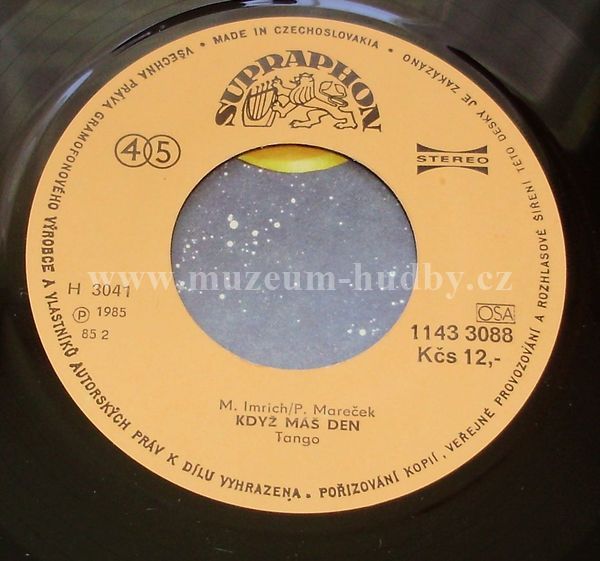 VŠECHNA PRÁVA GRAMOFONOVÉHO VÝROBCE A VLASTNÍKŮ AUTORSKÝCH PRÁV K DÍLU VYHRAZENA • POŘIZOVÁNÍ KOPIÍ, VEŘEJNÉ PROVOZOVÁNÍ A ROZHLASOVÉ ŠÍŘENÍ TÉTO DESKY JE ZAKÁZÁNO • MADE IN CZECHOSLOVAKIA •
SUPRAPHON
45
STEREO
www.muzeum-hudby.cz
H 3041
Ⓟ 1985
85 2
OSA
1143 3088
Kčs 12,-
M. Imrich/P. Mareček
KDYŽ MÁŠ DEN
Tango